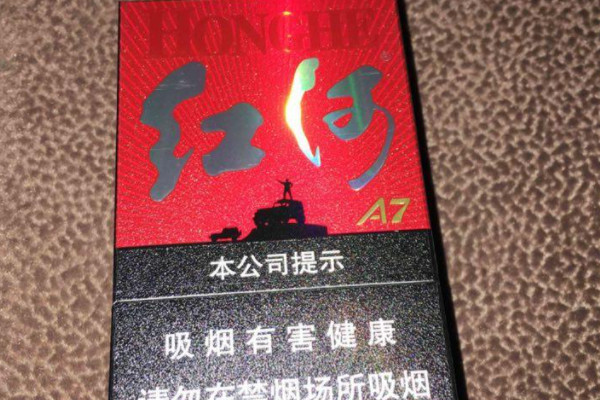 HONGHE
红河®
A7
本公司提示
吸烟有害健康
请勿在禁烟场所吸烟